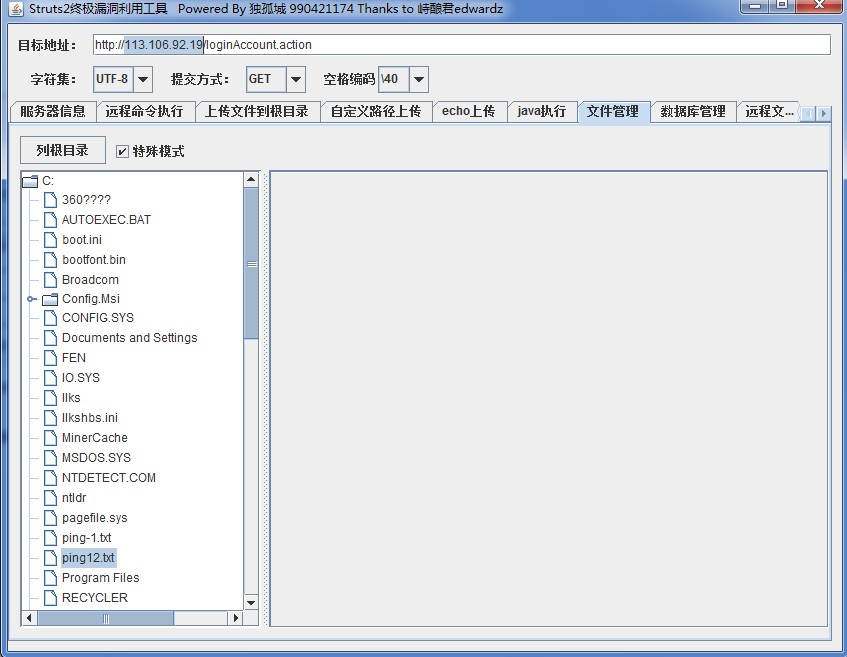 Struts2终极漏洞利用工具 Powered By 独孤城 990421174 Thanks to 峙酿君edwardz
目标地址： http://113.106.92.19/loginAccount.action
字符集： UTF-8 提交方式： GET 空格编码 \40
服务器信息 远程命令执行 上传文件到根目录 自定义路径上传 echo上传 java执行 文件管理 数据库管理 远程文...
列根目录 特殊模式
C:
360????
AUTOEXEC.BAT
boot.ini
bootfont.bin
Broadcom
Config.Msi
CONFIG.SYS
Documents and Settings
FEN
IO.SYS
llks
llkshbs.ini
MinerCache
MSDOS.SYS
NTDETECT.COM
ntldr
pagefile.sys
ping-1.txt
ping12.txt
Program Files
RECYCLER